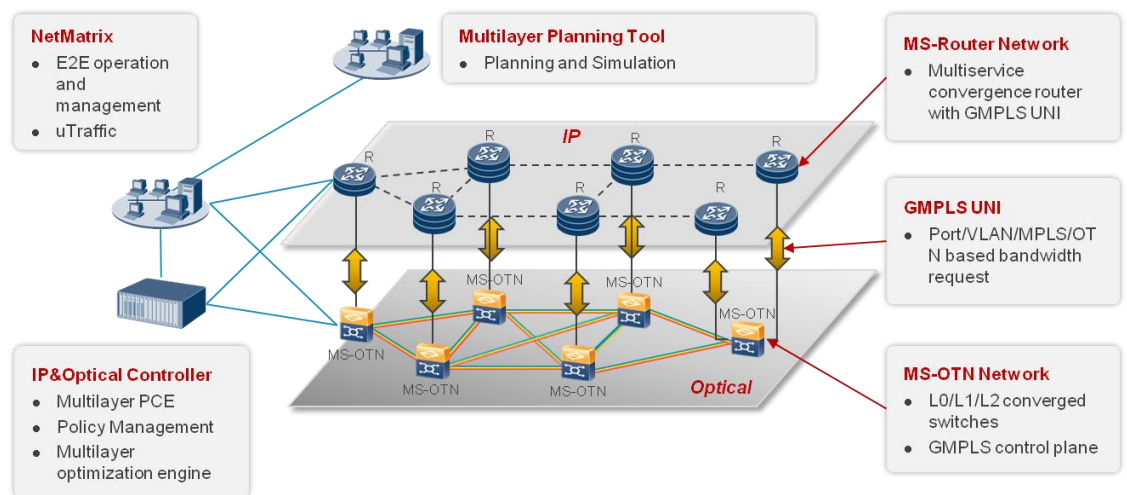 NetMatrix
● E2E operation
and
management
● uTraffic
Multilayer Planning Tool
● Planning and Simulation
MS-Router Network
● Multiservice
convergence router
with GMPLS UNI
IP
R
R
R
R
R
R
R
GMPLS UNI
● Port/VLAN/MPLS/OT
N based bandwidth
request
MS-OTN
MS-OTN
MS-OTN
MS-OTN
MS-OTN
MS-OTN
Optical
IP&Optical Controller
● Multilayer PCE
● Policy Management
● Multilayer
optimization engine
MS-OTN Network
● L0/L1/L2 converged
switches
● GMPLS control plane